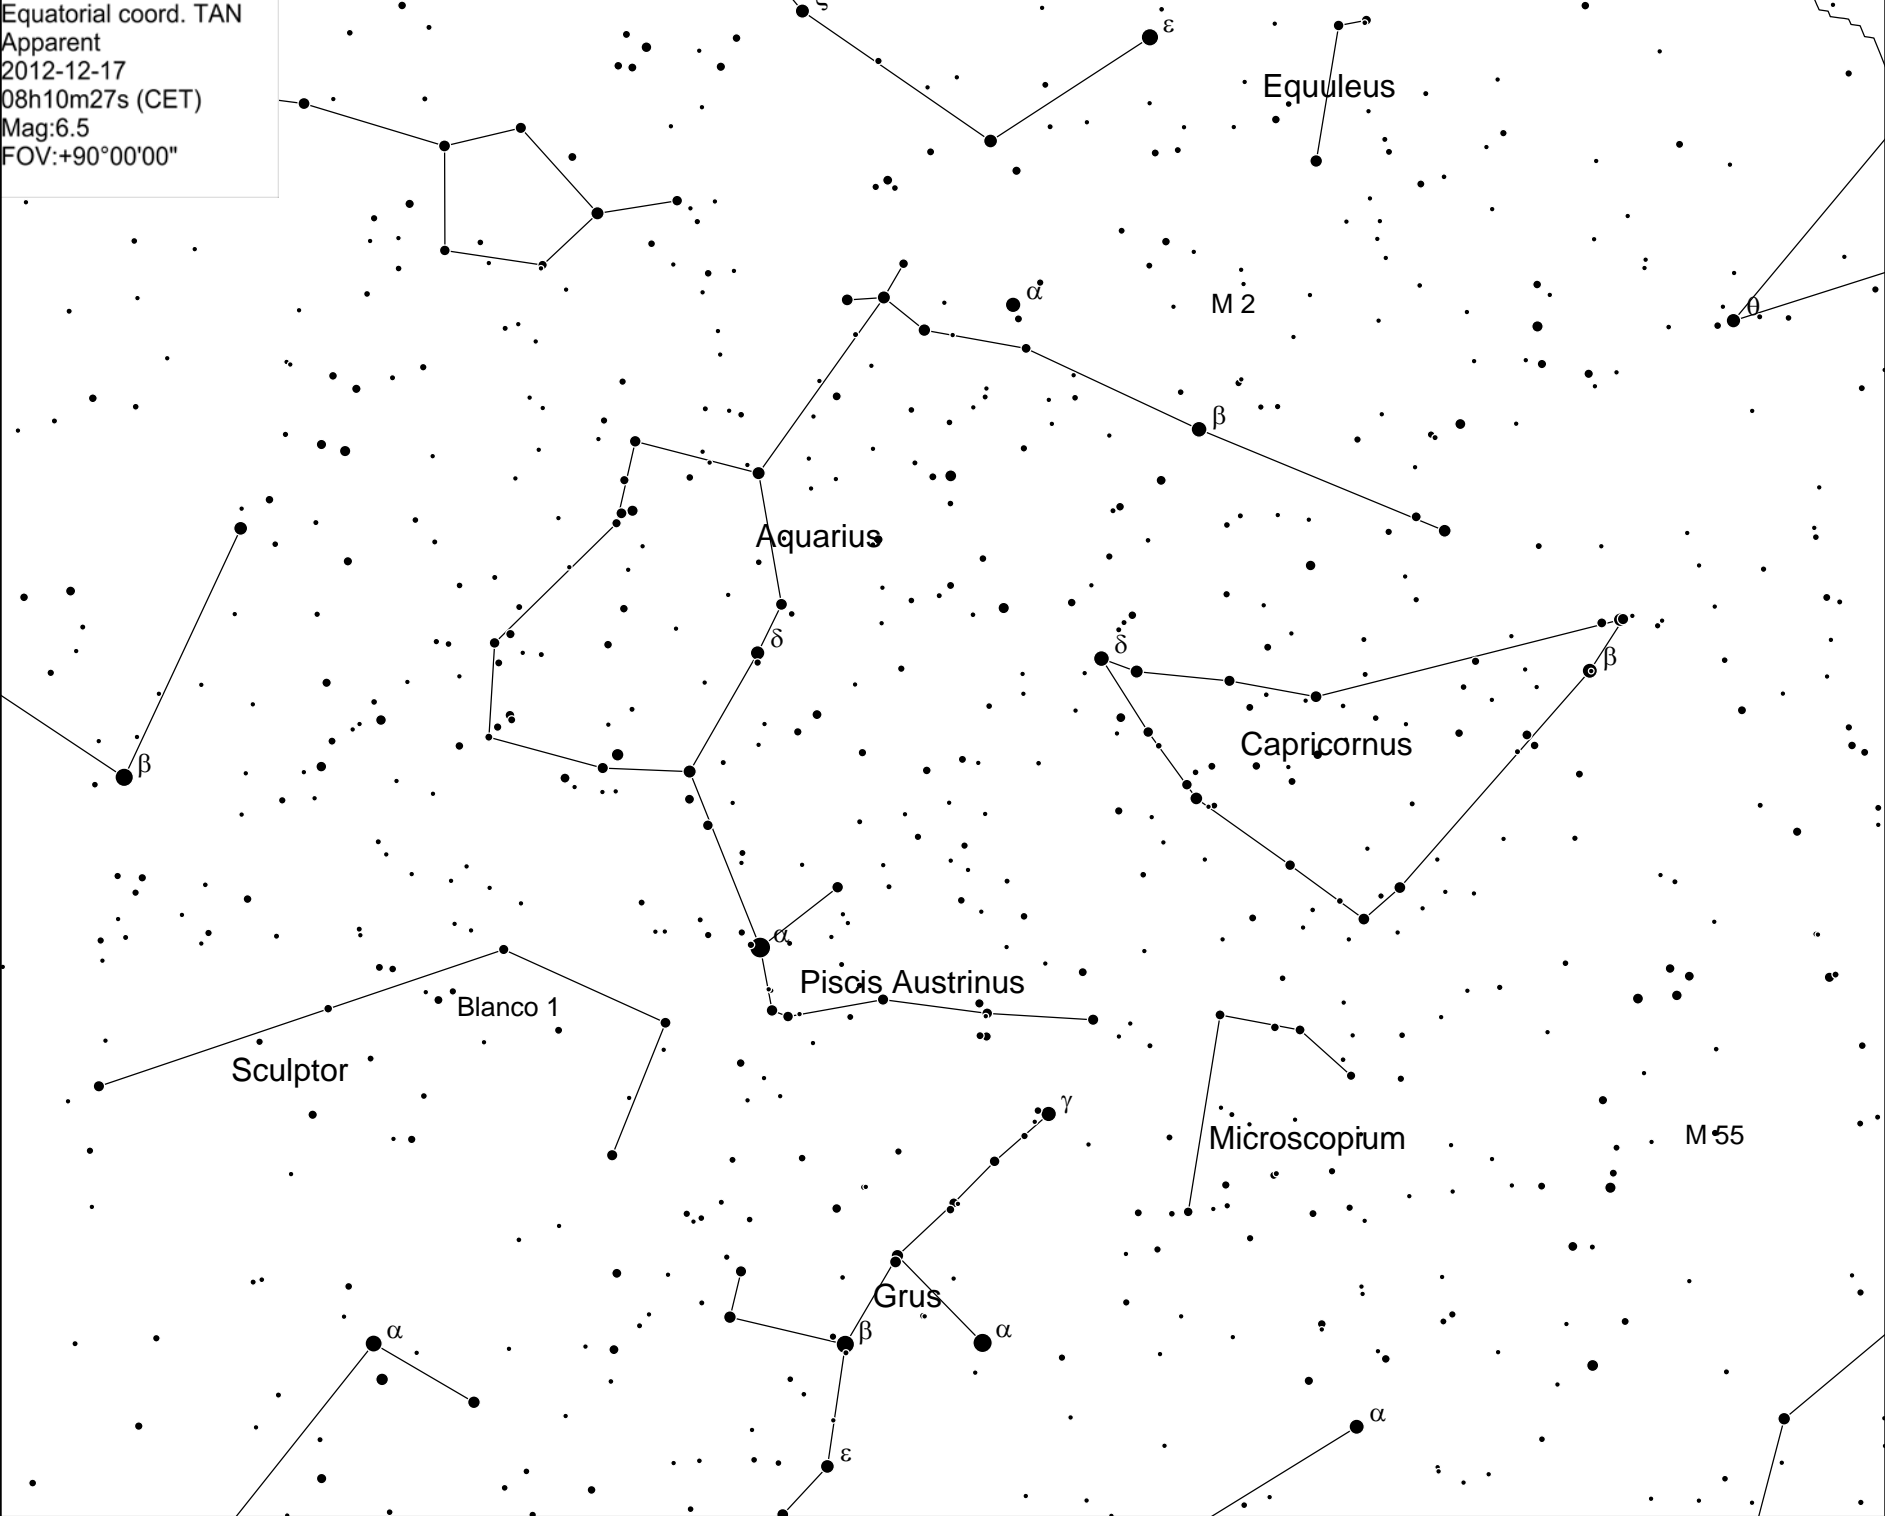 Equatorial coord. TAN
Apparent
2012-12-17
08h10m27s (CET)
Mag:6.5
FOV:+90°00'00"
ε
Equuleus
α
M 2
θ
β
Aquarius
δ
δ
β
Capricornus
β
α
Piscis Austrinus
Blanco 1
Sculptor
γ
Microscopium
M 55
Grus
α
β
α
α
ε